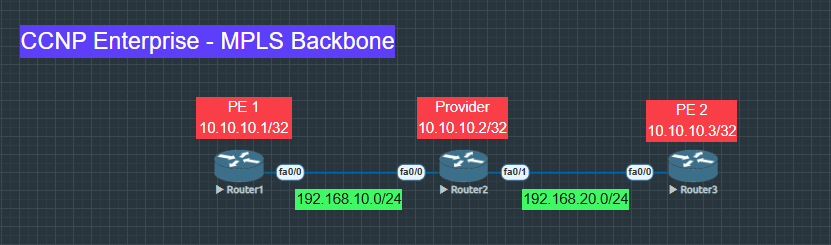 CCNP Enterprise - MPLS Backbone
PE 1
10.10.10.1/32
Provider
10.10.10.2/32
PE 2
10.10.10.3/32
fa0/0
fa0/0
fa0/1
fa0/0
Router1
Router2
Router3
192.168.10.0/24
192.168.20.0/24